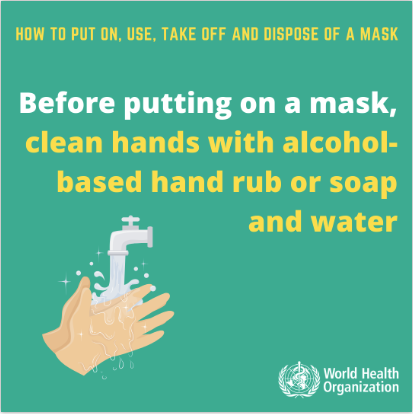 HOW TO PUT ON, USE, TAKE OFF AND DISPOSE OF A MASK
Before putting on a mask,
clean hands with alcohol-
based hand rub or soap
and water
World Health
Organization